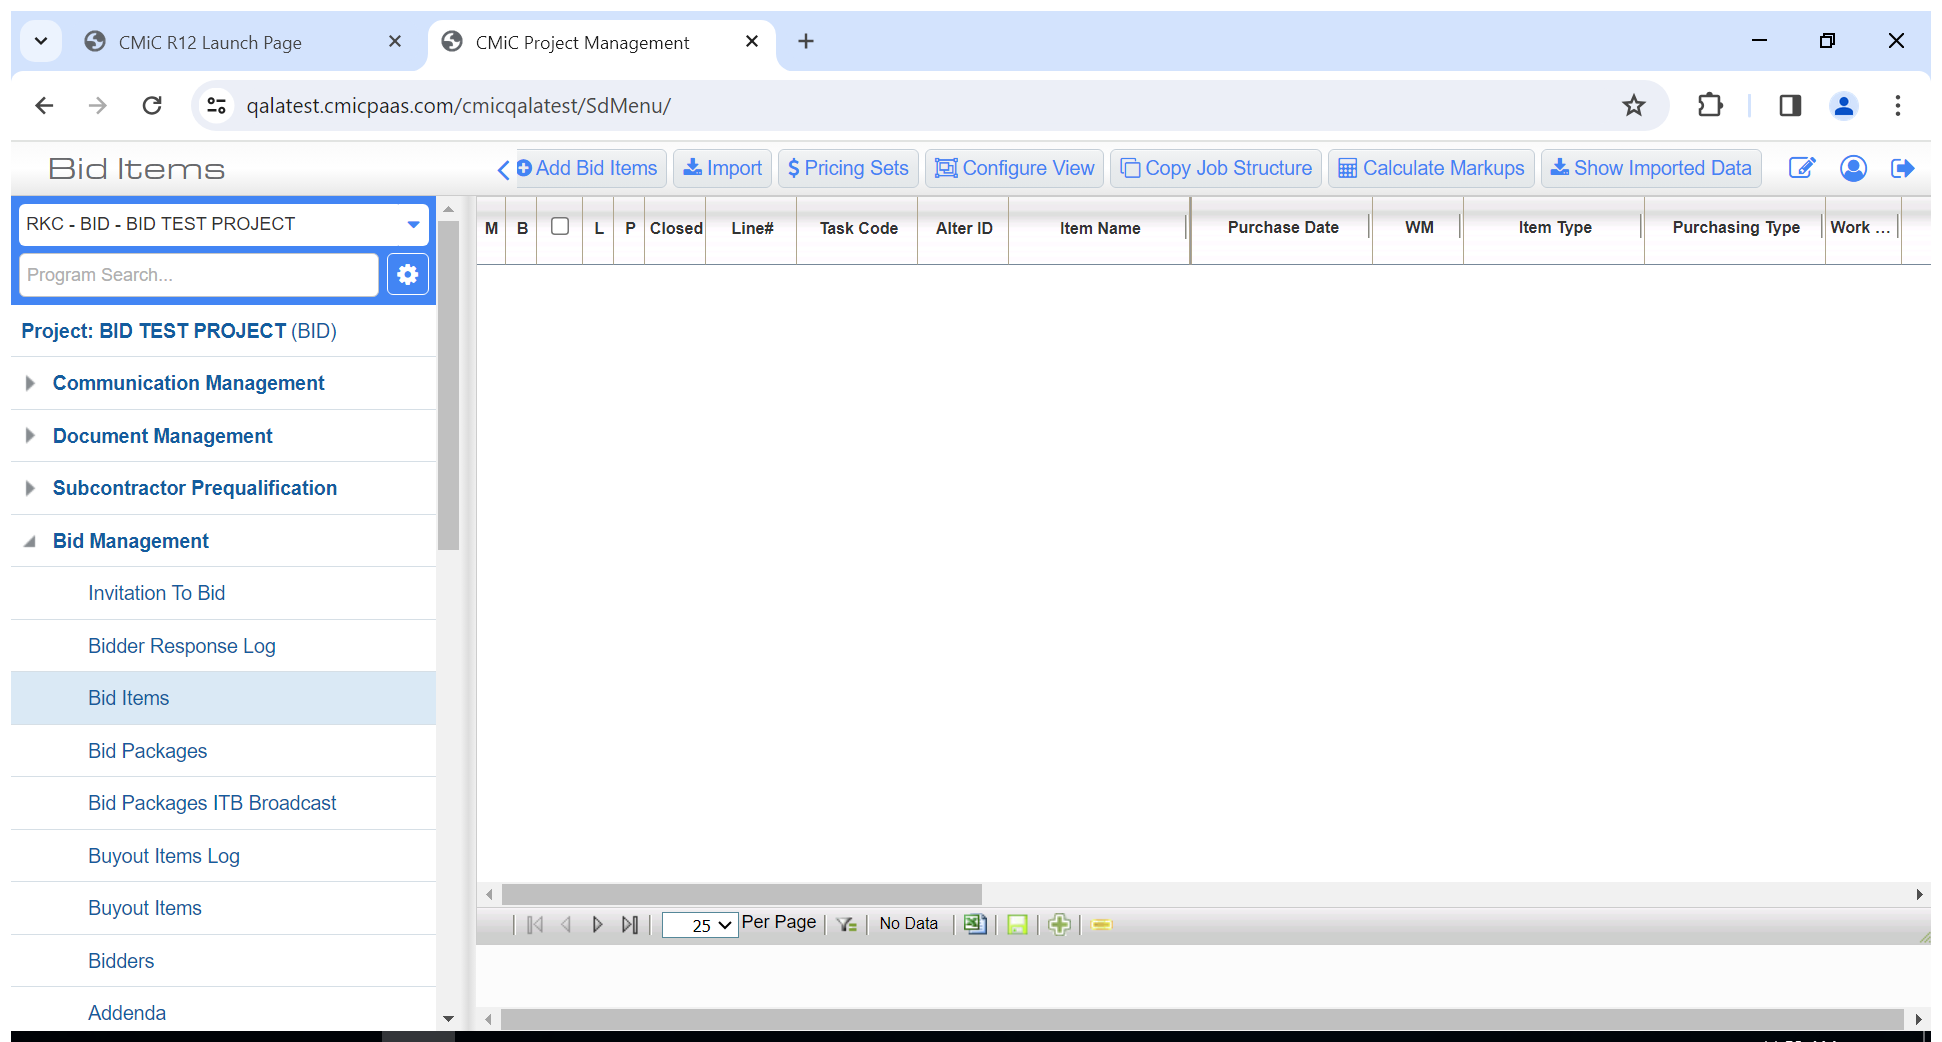 CMiC R12 Launch Page
CMiC Project Management
qalatest.cmicpaas.com/cmicqalatest/SdMenu/
Bid Items
Add Bid Items
Import
$ Pricing Sets
Configure View
Copy Job Structure
Calculate Markups
Show Imported Data
RKC - BID - BID TEST PROJECT
Program Search...
Project: BID TEST PROJECT (BID)
Communication Management
Document Management
Subcontractor Prequalification
Bid Management
Invitation To Bid
Bidder Response Log
Bid Items
Bid Packages
Bid Packages ITB Broadcast
Buyout Items Log
Buyout Items
Bidders
Addenda
M B L P Closed Line# Task Code Alter ID Item Name Purchase Date WM Item Type Purchasing Type Work ...
25 Per Page No Data